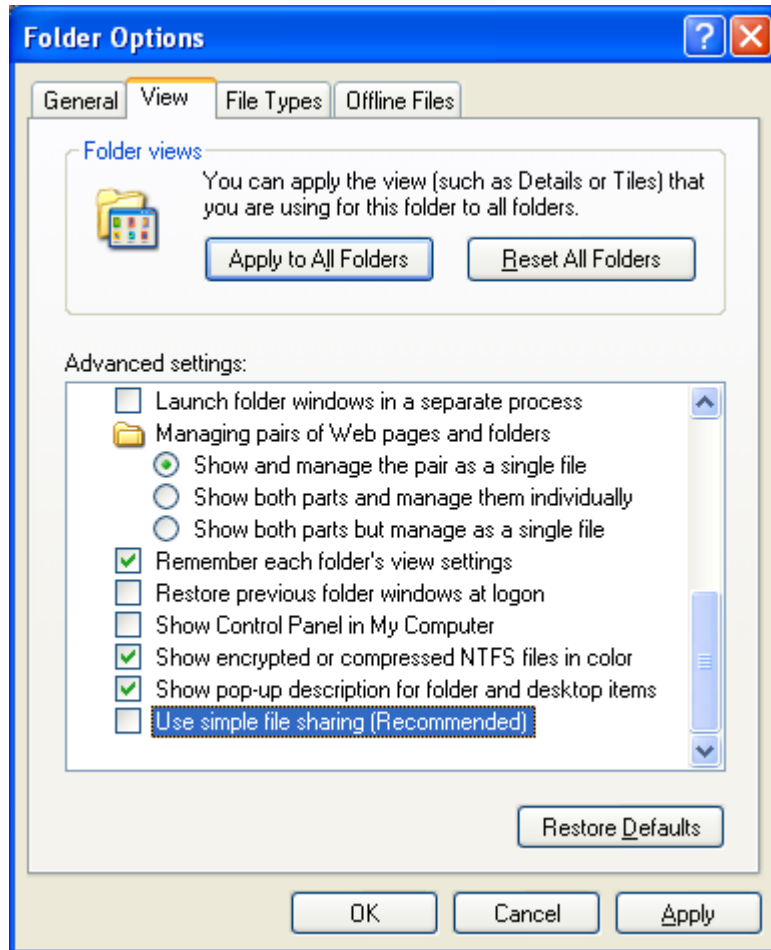 Folder Options
General View File Types Offline Files
Folder views
You can apply the view (such as Details or Tiles) that
you are using for this folder to all folders.
Apply to All Folders Reset All Folders
Advanced settings:
Launch folder windows in a separate process
Managing pairs of Web pages and folders
Show and manage the pair as a single file
Show both parts and manage them individually
Show both parts but manage as a single file
Remember each folder's view settings
Restore previous folder windows at logon
Show Control Panel in My Computer
Show encrypted or compressed NTFS files in color
Show pop-up description for folder and desktop items
Use simple file sharing (Recommended)
Restore Defaults
OK Cancel Apply